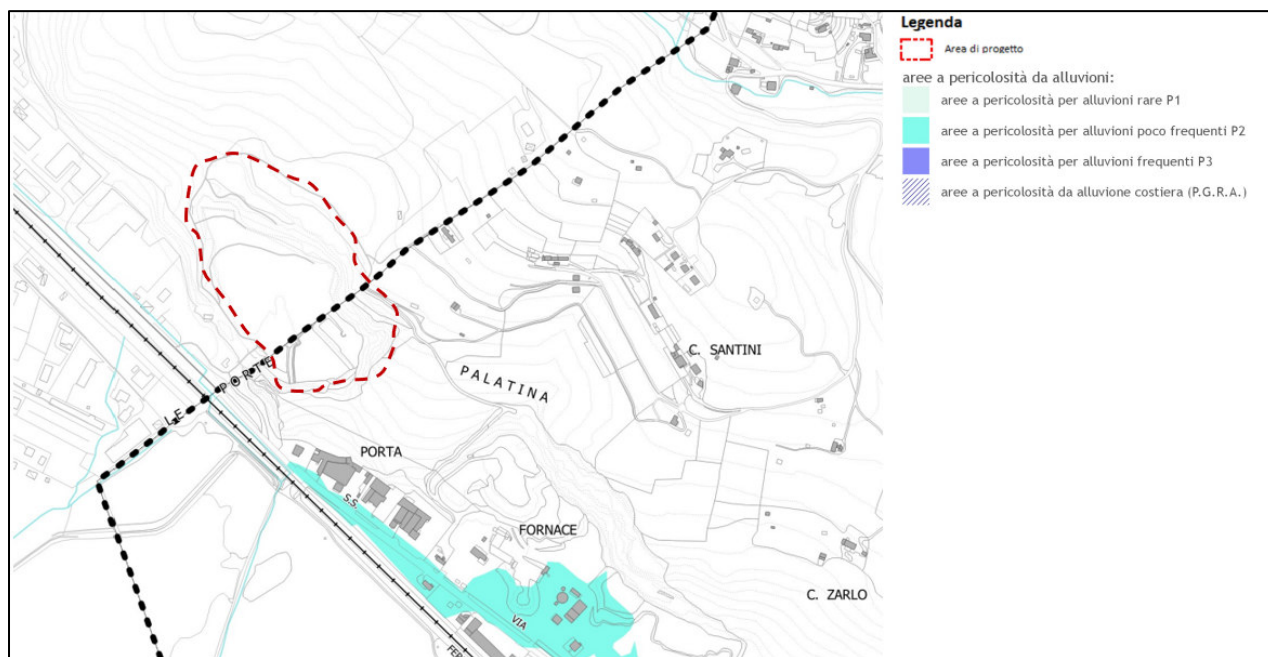 Legenda
Area di progetto
aree a pericolosità da alluvioni:
aree a pericolosità per alluvioni rare P1
aree a pericolosità per alluvioni poco frequenti P2
aree a pericolosità per alluvioni frequenti P3
aree a pericolosità da alluvione costiera (P.G.R.A.)
LE PORTE
PALATINA
C. SANTINI
PORTA
S.S.
FORNACE
C. ZARLO
VIA
FER